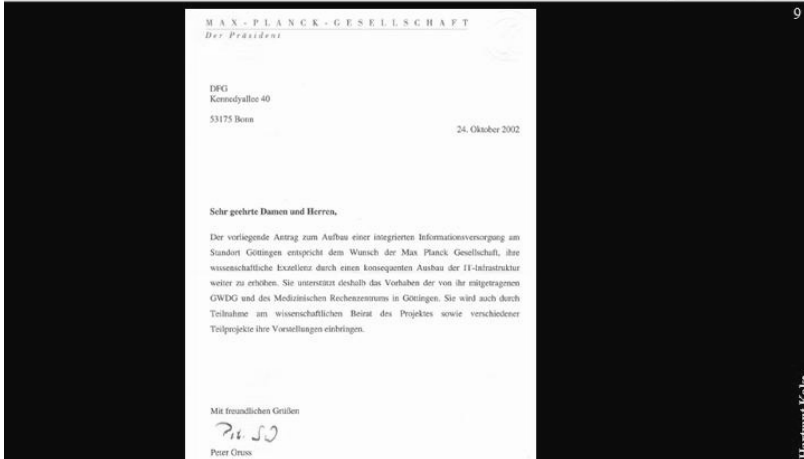 9
MAX-PLANCK-GESELLSCHAFT
Der Präsident
DFG
Kennedyallee 40
53175 Bonn
24. Oktober 2002
Sehr geehrte Damen und Herren,
Der vorliegende Antrag zum Aufbau einer integrierten Informationsversorgung am
Standort Göttingen entspricht dem Wunsch der Max Planck Gesellschaft, ihre
wissenschaftliche Exzellenz durch einen konsequenten Ausbau der IT-Infrastruktur
weiter zu erhöhen. Sie unterstützt deshalb das Vorhaben der von ihr mitgetragenen
GWDG und des Medizinischen Rechenzentrums in Göttingen. Sie wird auch durch
Teilnahme am wissenschaftlichen Beirat des Projektes sowie verschiedener
Teilprojekte ihre Vorstellungen einbringen.
Mit freundlichen Grüßen
Peter Gruss
Hartmut